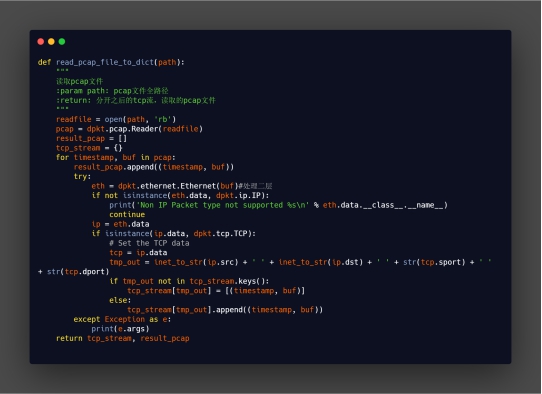 def read_pcap_file_to_dict(path):
    """
    读取pcap文件
    :param path: pcap文件全路径
    :return: 分开之后的tcp流，读取的pcap文件
    """
    readfile = open(path, 'rb')
    pcap = dpkt.pcap.Reader(readfile)
    result_pcap = []
    tcp_stream = {}
    for timestamp, buf in pcap:
        result_pcap.append((timestamp, buf))
        try:
            eth = dpkt.ethernet.Ethernet(buf)#处理二层
            if not isinstance(eth.data, dpkt.ip.IP):
                print('Non IP Packet type not supported %s\n' % eth.data.__class__.__name__)
                continue
            ip = eth.data
            if isinstance(ip.data, dpkt.tcp.TCP):
                # Set the TCP data
                tcp = ip.data
                tmp_out = inet_to_str(ip.src) + ' ' + inet_to_str(ip.dst) + ' ' + str(tcp.sport) + ' '
+ str(tcp.dport)
                if tmp_out not in tcp_stream.keys():
                    tcp_stream[tmp_out] = [(timestamp, buf)]
                else:
                    tcp_stream[tmp_out].append((timestamp, buf))
        except Exception as e:
            print(e.args)
    return tcp_stream, result_pcap